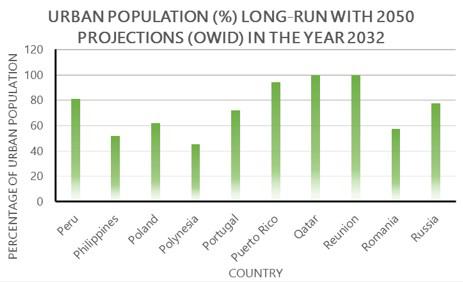 URBAN POPULATION (%) LONG-RUN WITH 2050
PROJECTIONS (OWID) IN THE YEAR 2032
PERCENTAGE OF URBAN POPULATION
120
100
80
60
40
20
0
Peru
Philippines
Poland
Polynesia
Portugal
Puerto Rico
Qatar
Reunion
Romania
Russia
COUNTRY